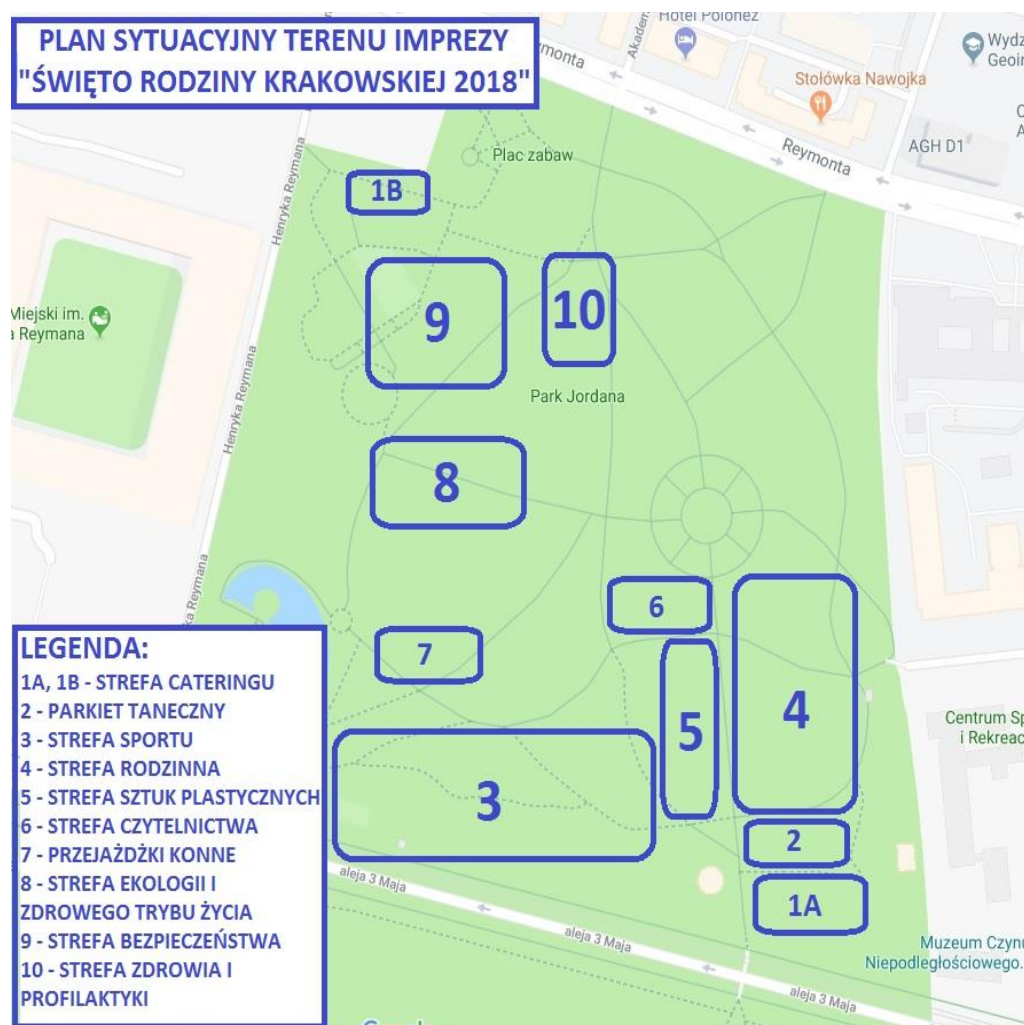 PLAN SYTUACYJNY TERENU IMPREZY
"ŚWIĘTO RODZINY KRAKOWSKIEJ 2018"
Hotel Polonez
Stołówka Nawojka
Reymonta
AGH D1
Plac zabaw
Henryka Reymana
1B
9
10
Miejski im.
Reymana
Henryka Reymana
Park Jordana
8
Reymana
6
7
5
4
3
2
1A
Centrum
i
aleja 3 Maja
aleja 3 Maja
aleja 3 Maja
Muzeum
Niepodległościowego.
LEGENDA:
1A, 1B - STREFA CATERINGU
2 - PARKIET TANECZNY
3 - STREFA SPORTU
4 - STREFA RODZINNA
5 - STREFA SZTUK PLASTYCZNYCH
6 - STREFA CZYTELNICTWA
7 - PRZEJAŻDŻKI KONNE
8 - STREFA EKOLOGII I
ZDROWEGO TRYBU ŻYCIA
9 - STREFA BEZPIECZEŃSTWA
10 - STREFA ZDROWIA I
PROFILAKTYKI